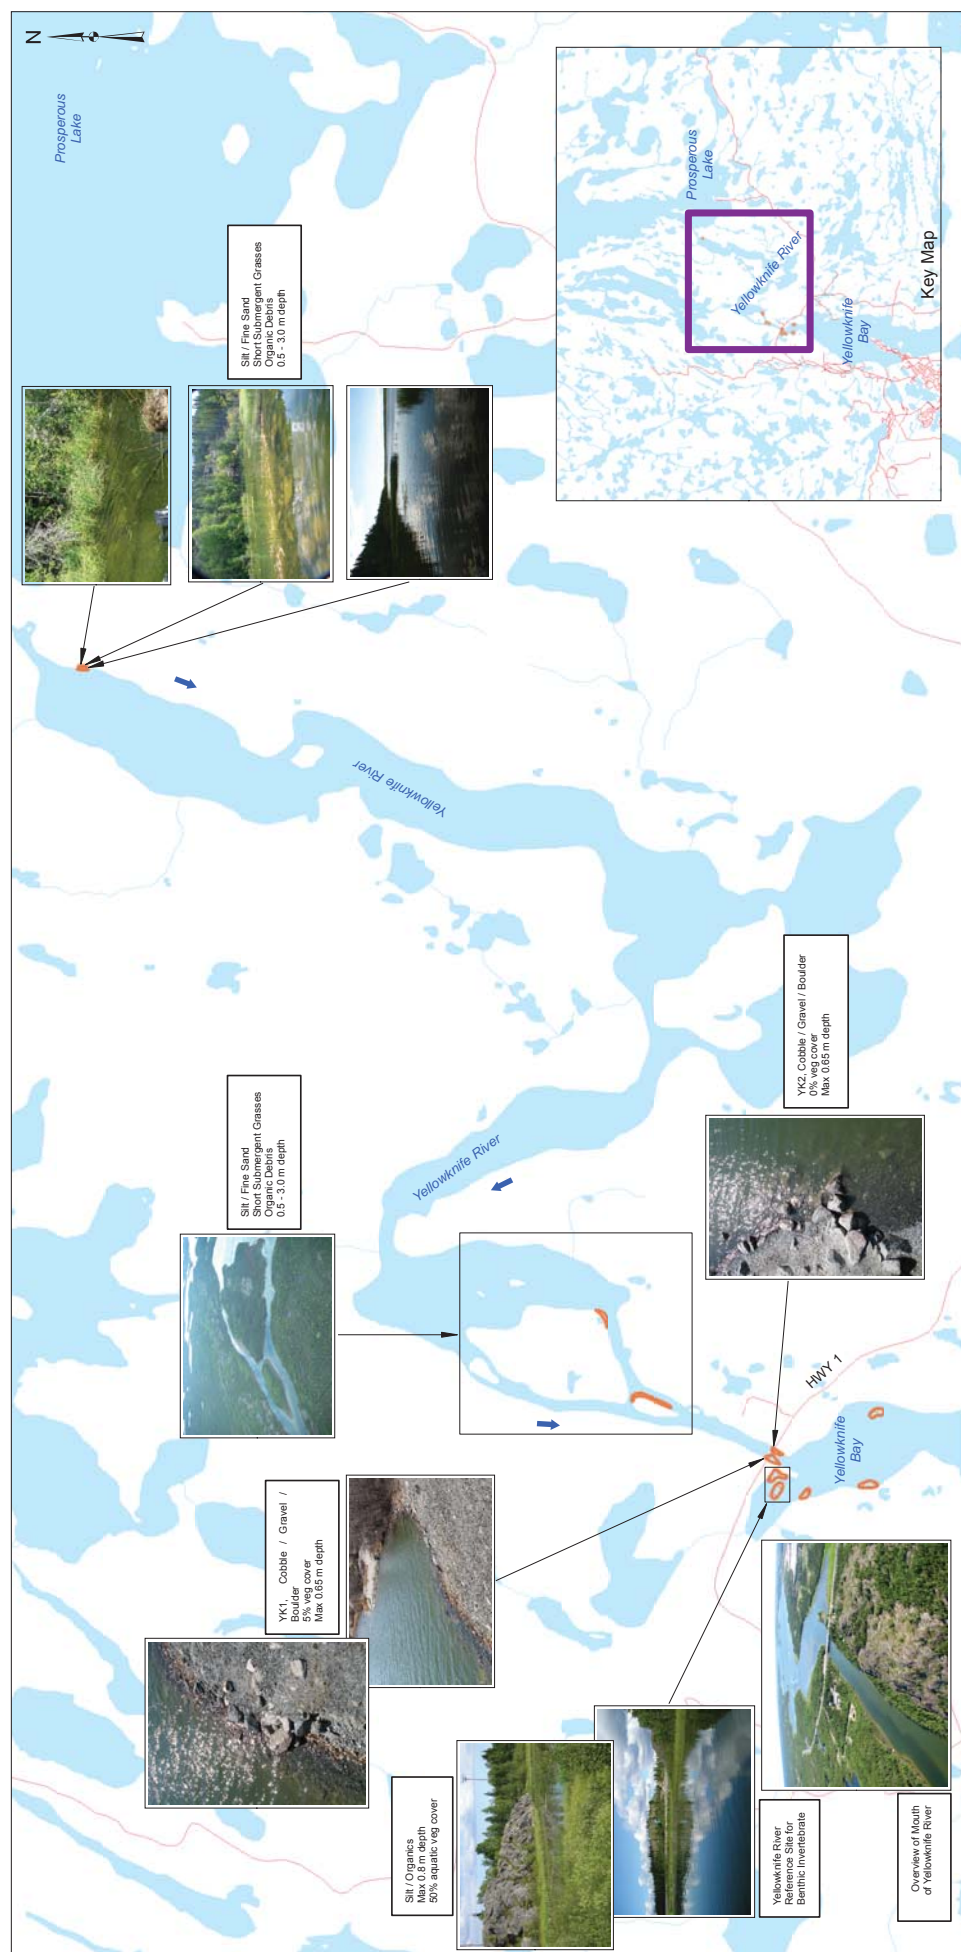 N
Prosperous
Lake
Silt / Fine Sand
Short Submergent Grasses
Organic Debris
0.5 - 3.0 m depth
Prosperous
Lake
Yellowknife River
Yellowknife
Bay
Key Map
Yellowknife River
Silt / Fine Sand
Short Submergent Grasses
Organic Debris
0.5 - 3.0 m depth
Yellowknife River
YK2, Cobble / Gravel / Boulder
0% veg cover
Max 0.65 m depth
HWY 1
Yellowknife
Bay
YK1, Cobble / Gravel /
Boulder
5% veg cover
Max 0.65 m depth
Silt / Organics
Max 0.8 m depth
50% aquatic veg cover
Yellowknife River
Reference Site for
Benthic Invertebrate
Overview of Mouth
of Yellowknife River